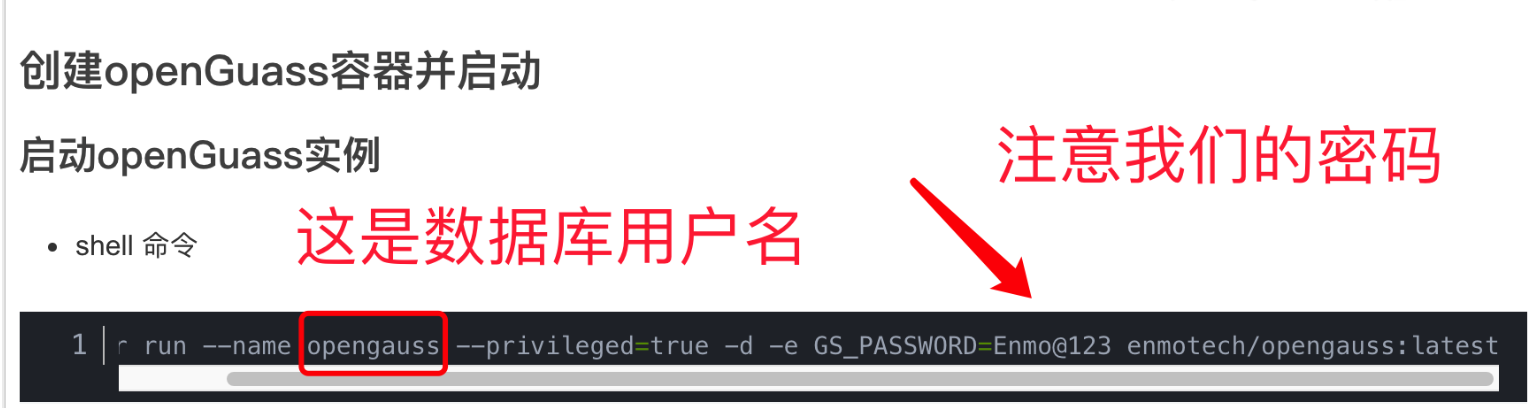 创建openGuass容器并启动
启动openGuass实例
注意我们的密码
这是数据库用户名
• shell 命令
1 r run --name opengauss --privileged=true -d -e GS_PASSWORD=Enmo@123 enmotech/opengauss:latest